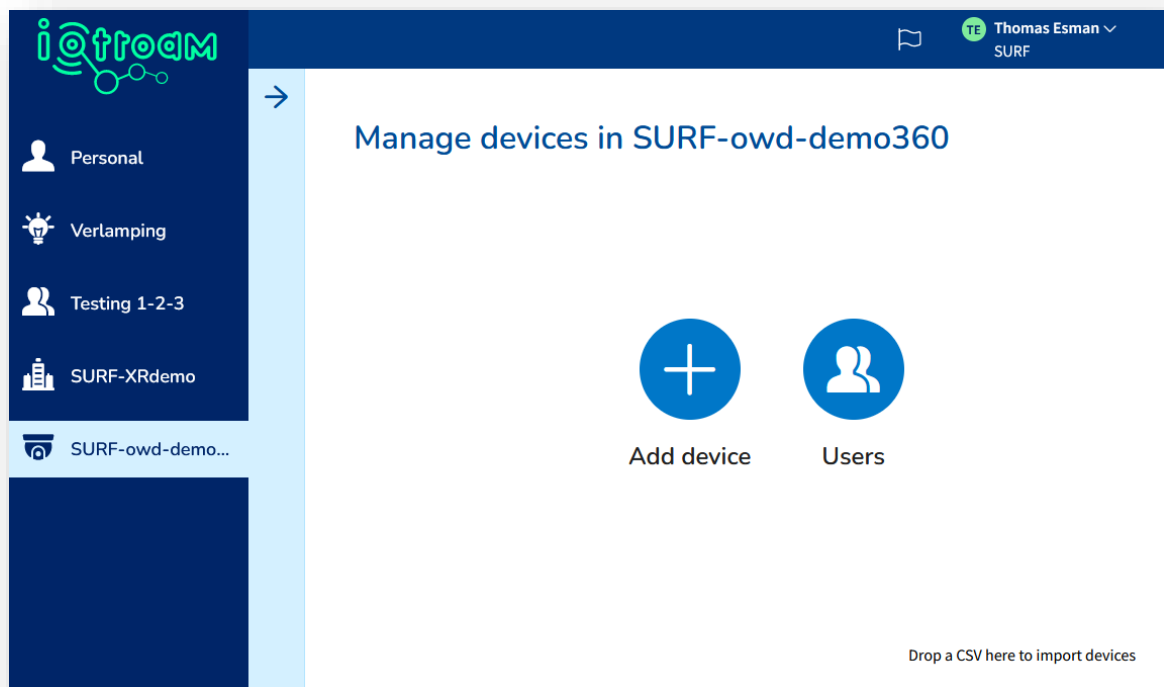 iotroam
TE Thomas Esman
SURF
Personal
Verlamping
Testing 1-2-3
SURF-XRdemo
SURF-owd-demo...
Manage devices in SURF-owd-demo360
Add device
Users
Drop a CSV here to import devices